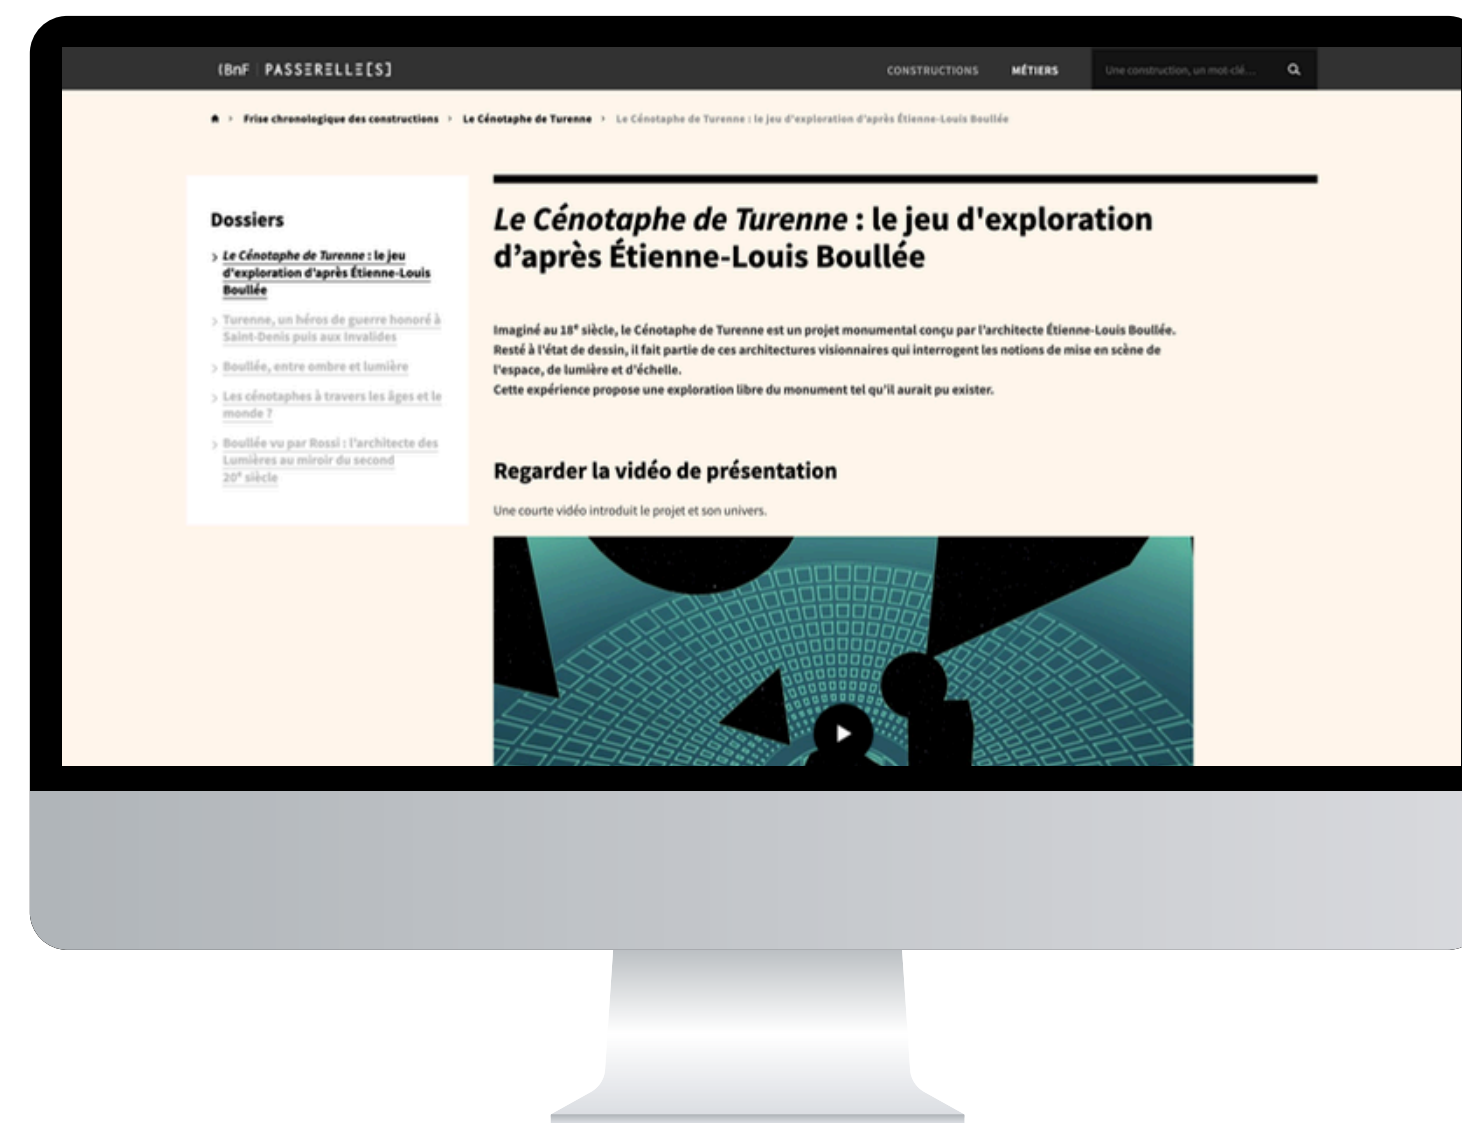 (BnF PASSERELLE[S]
CONSTRUCTIONS MÉTIERS Une construction, un mot-clé...
Frise chronologique des constructions > Le Cénotaphe de Turenne > Le Cénotaphe de Turenne : le jeu d'exploration d'après Étienne-Louis Boullée
Dossiers
> Le Cénotaphe de Turenne : le jeu
d'exploration d'après Étienne-Louis
Boullée
> Turenne, un héros de guerre honoré à
Saint-Denis puis aux Invalides
> Boullée, entre ombre et lumière
> Les cénotaphes à travers les âges et le
monde ?
> Boullée vu par Rossi : l'architecte des
Lumières au miroir du second
20e siècle
Le Cénotaphe de Turenne : le jeu d'exploration
d’après Étienne-Louis Boullée
Imaginé au 18e siècle, le Cénotaphe de Turenne est un projet monumental conçu par l’architecte Étienne-Louis Boullée.
Resté à l’état de dessin, il fait partie de ces architectures visionnaires qui interrogent les notions de mise en scène de
l’espace, de lumière et d’échelle.
Cette expérience propose une exploration libre du monument tel qu’il aurait pu exister.
Regarder la vidéo de présentation
Une courte vidéo introduit le projet et son univers.